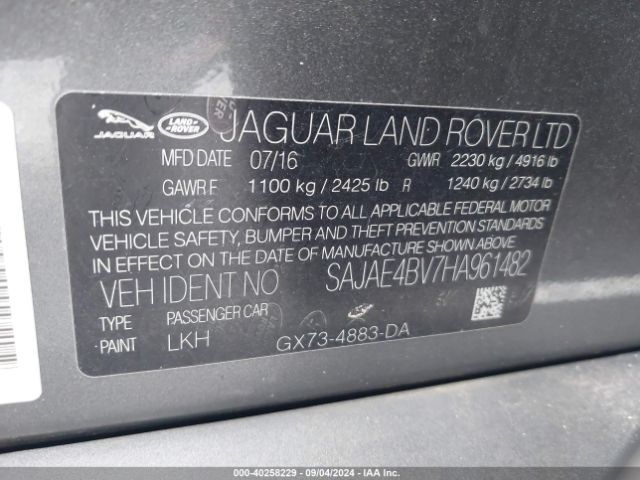 JAGUAR LAND-ROVER JAGUAR LAND ROVER LTD
MFD DATE 07/16 GWR 2230 kg / 4916 lb
GAWR F 1100 kg / 2425 lb R 1240 kg / 2734 lb
THIS VEHICLE CONFORMS TO ALL APPLICABLE FEDERAL MOTOR
VEHICLE SAFETY, BUMPER AND THEFT PREVENTION STANDARDS
IN EFFECT ON THE DATE OF MANUFACTURE SHOWN ABOVE.
VEH IDENT NO SAJAE4BV7HA961482
TYPE PASSENGER CAR
PAINT LKH GX73-4883-DA
000-40258229 - 09/04/2024 - IAA Inc.